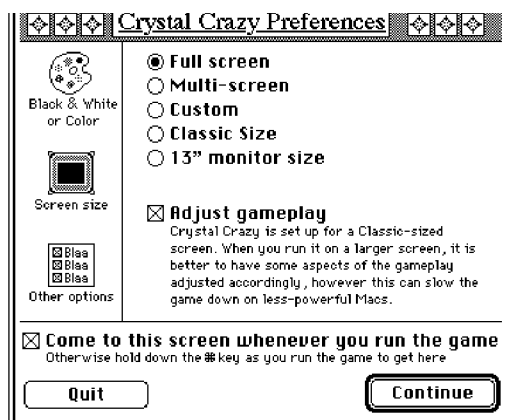 Crystal Crazy Preferences
Black & White
or Color
Screen size
Blaa
Blaa
Blaa
Other options
Full screen
Multi-screen
Custom
Classic Size
13” monitor size
Adjust gameplay
Crystal Crazy is set up for a Classic-sized
screen. When you run it on a larger screen, it is
better to have some aspects of the gameplay
adjusted accordingly, however this can slow the
game down on less-powerful Macs.
Come to this screen whenever you run the game
Otherwise hold down the ⌘ key as you run the game to get here
Quit
Continue